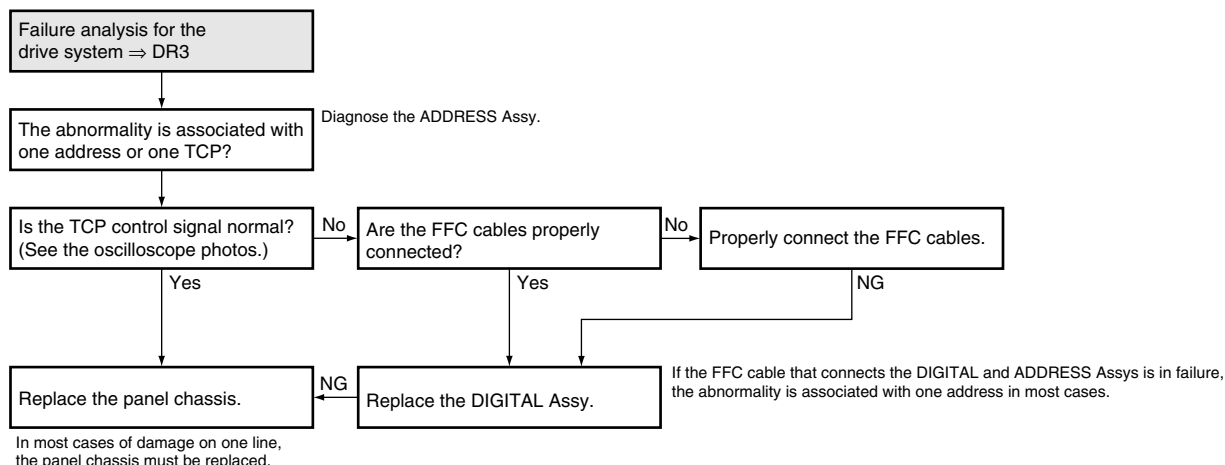 Failure analysis for the
drive system ⇒ DR3
The abnormality is associated with
one address or one TCP?
Diagnose the ADDRESS Assy.
Is the TCP control signal normal?
(See the oscilloscope photos.)
No
Are the FFC cables properly
connected?
No
Properly connect the FFC cables.
Yes
Yes
NG
Replace the panel chassis.
NG
Replace the DIGITAL Assy.
If the FFC cable that connects the DIGITAL and ADDRESS Assys is in failure,
the abnormality is associated with one address in most cases.
In most cases of damage on one line,
the panel chassis must be replaced.